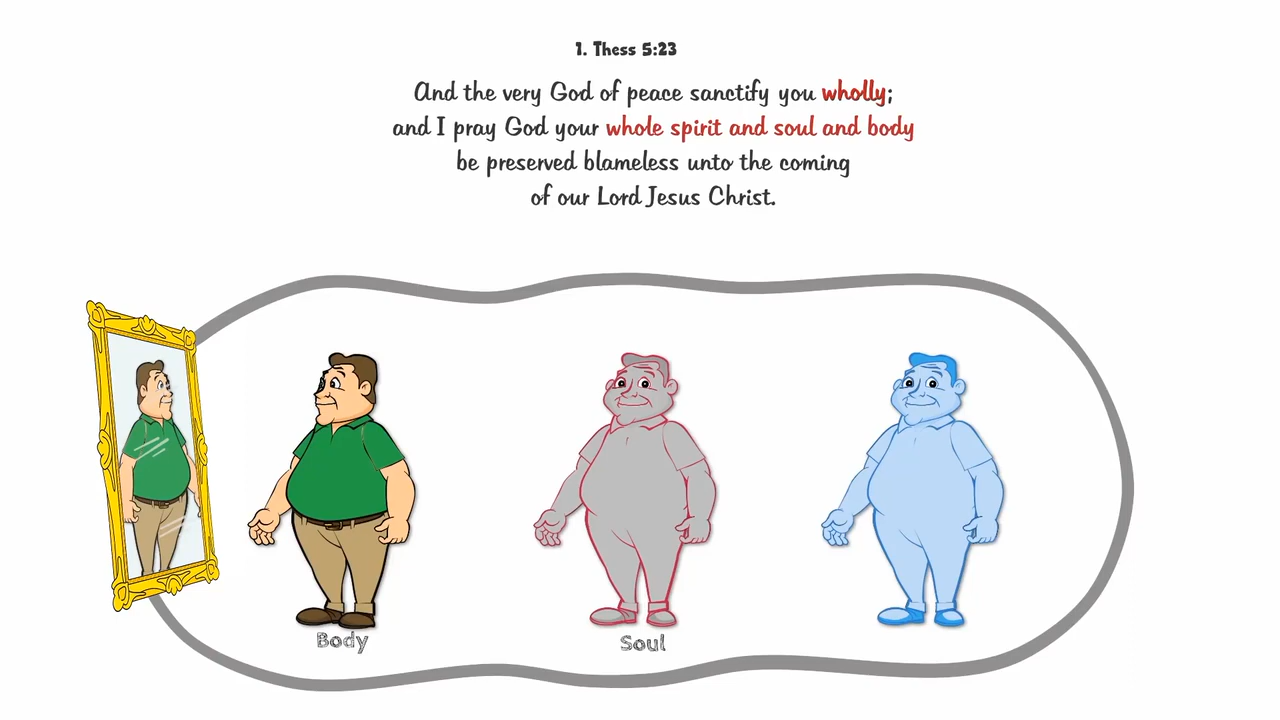 1. Thess 5:23
And the very God of peace sanctify you wholly;
and I pray God your whole spirit and soul and body
be preserved blameless unto the coming
of our Lord Jesus Christ.
Body
Soul